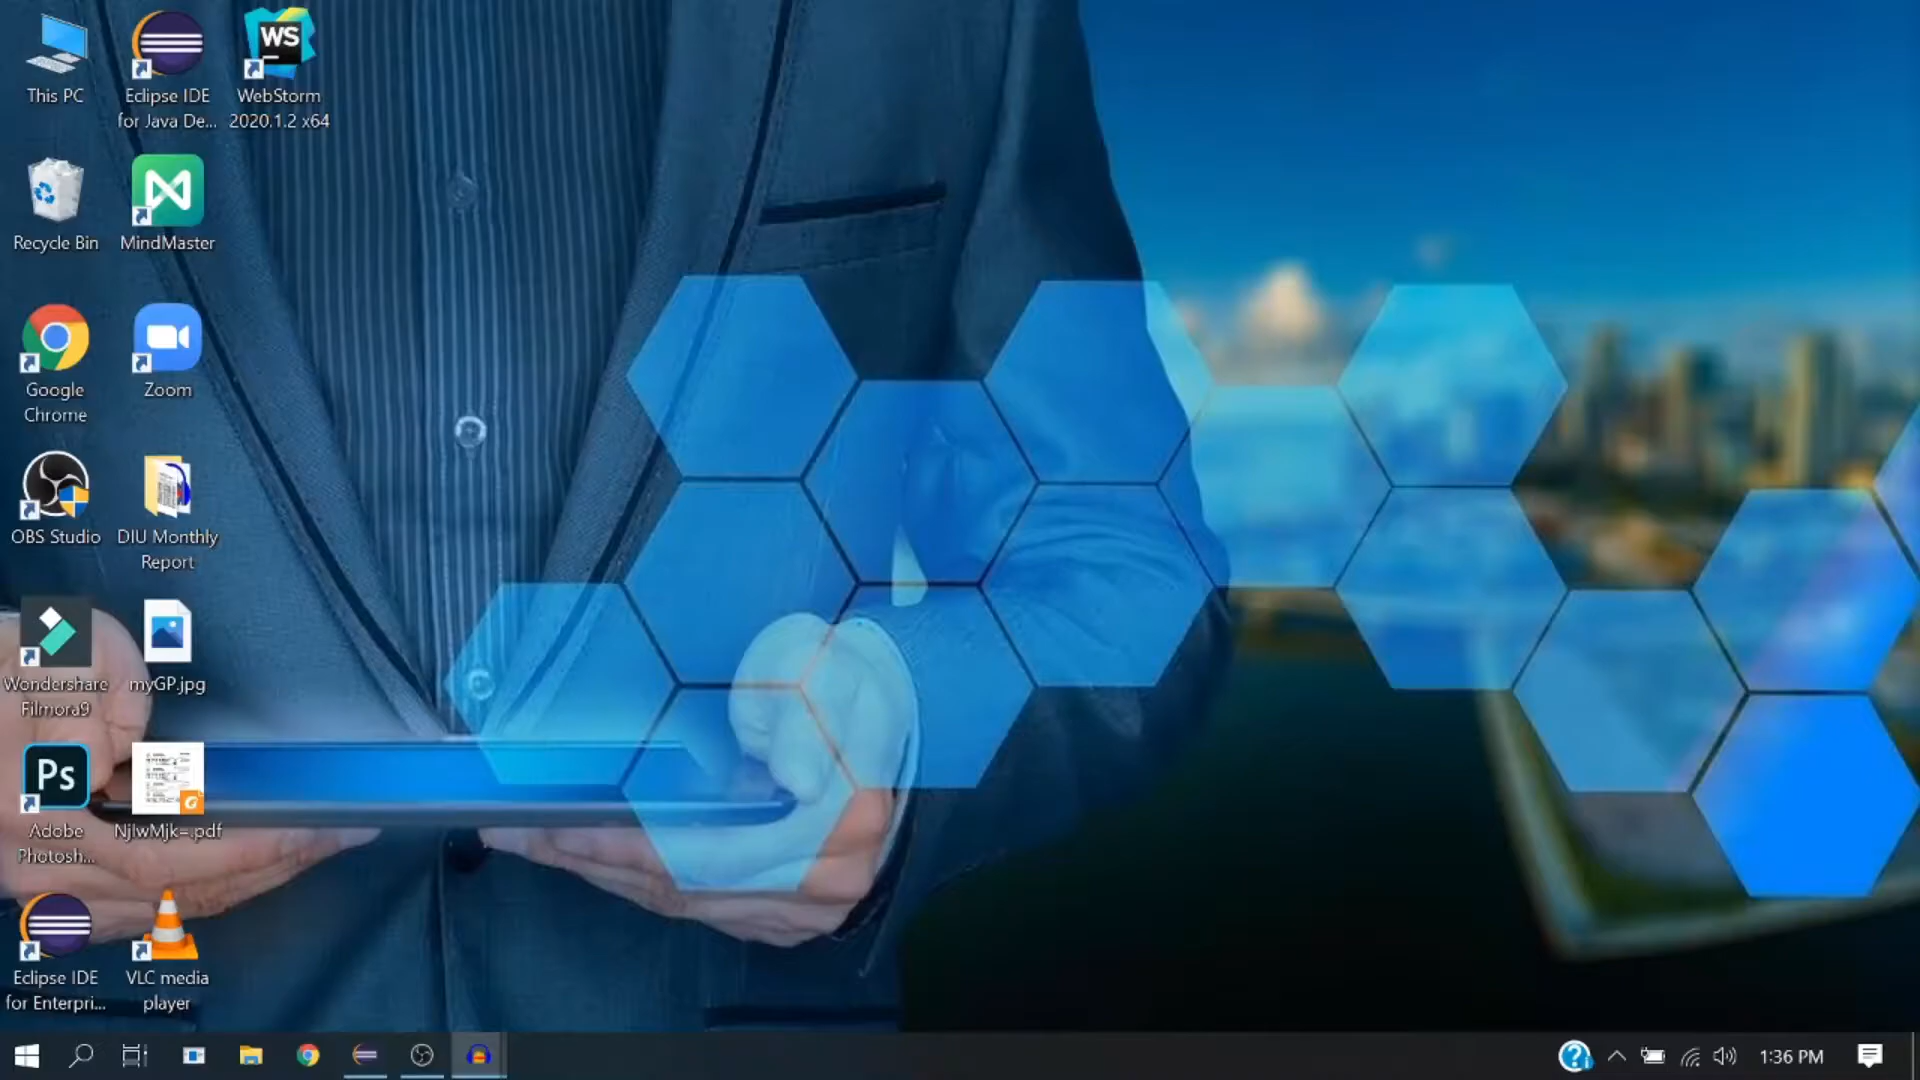 This PC
Eclipse IDE
for Java De...
WS
WebStorm
2020.1.2 x64
Recycle Bin
MindMaster
Google
Chrome
Zoom
OBS Studio
DIU Monthly
Report
Wondershare
Filmora9
myGP.jpg
Ps
Adobe
Photosh...
NjIwMjk=.pdf
Eclipse IDE
for Enterpri...
VLC media
player
1:36 PM